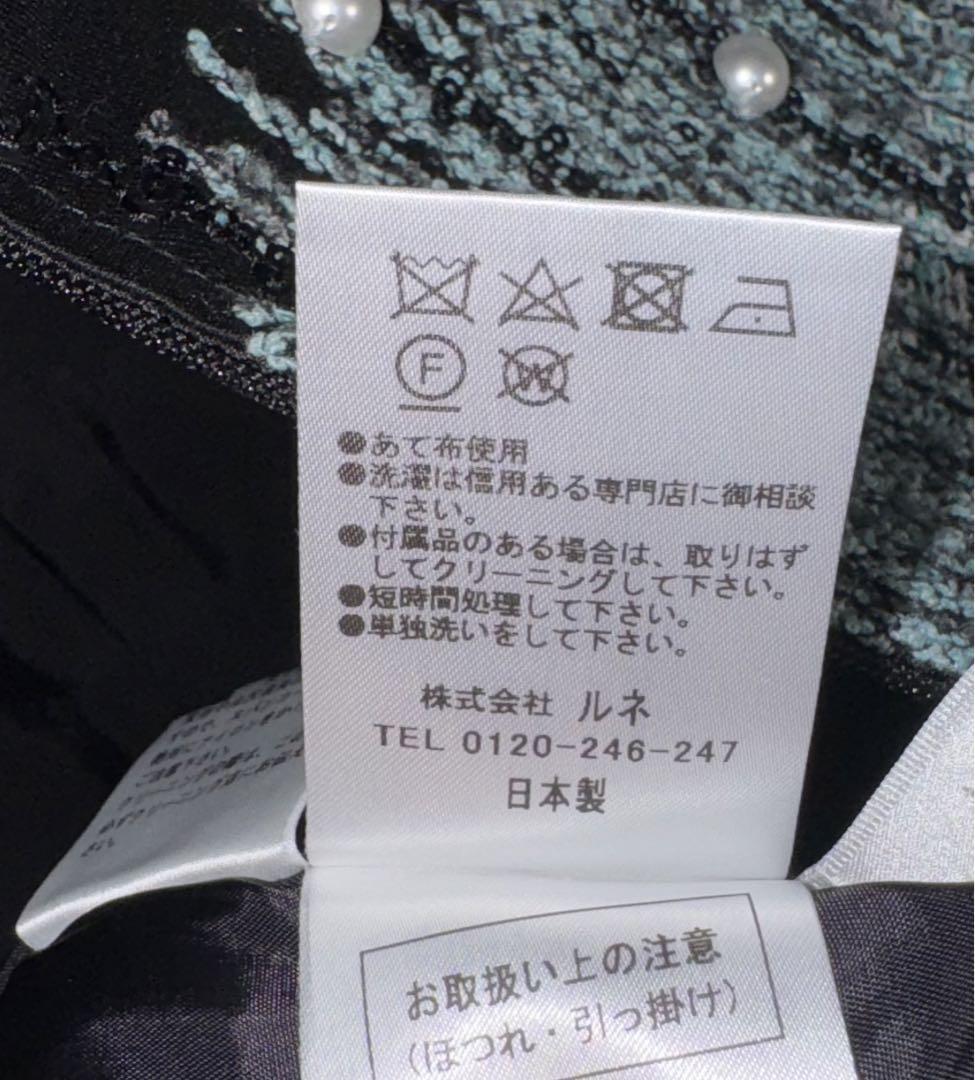 F W
●あて布使用
●洗濯は信用ある専門店に御相談
下さい。
●付属品のある場合は、取りはず
してクリーニングして下さい。
●短時間処理して下さい。
●単独洗いをして下さい。
株式会社 ルネ
TEL 0120-246-247
日本製
お取扱い上の注意
(ほつれ・引っ掛け)